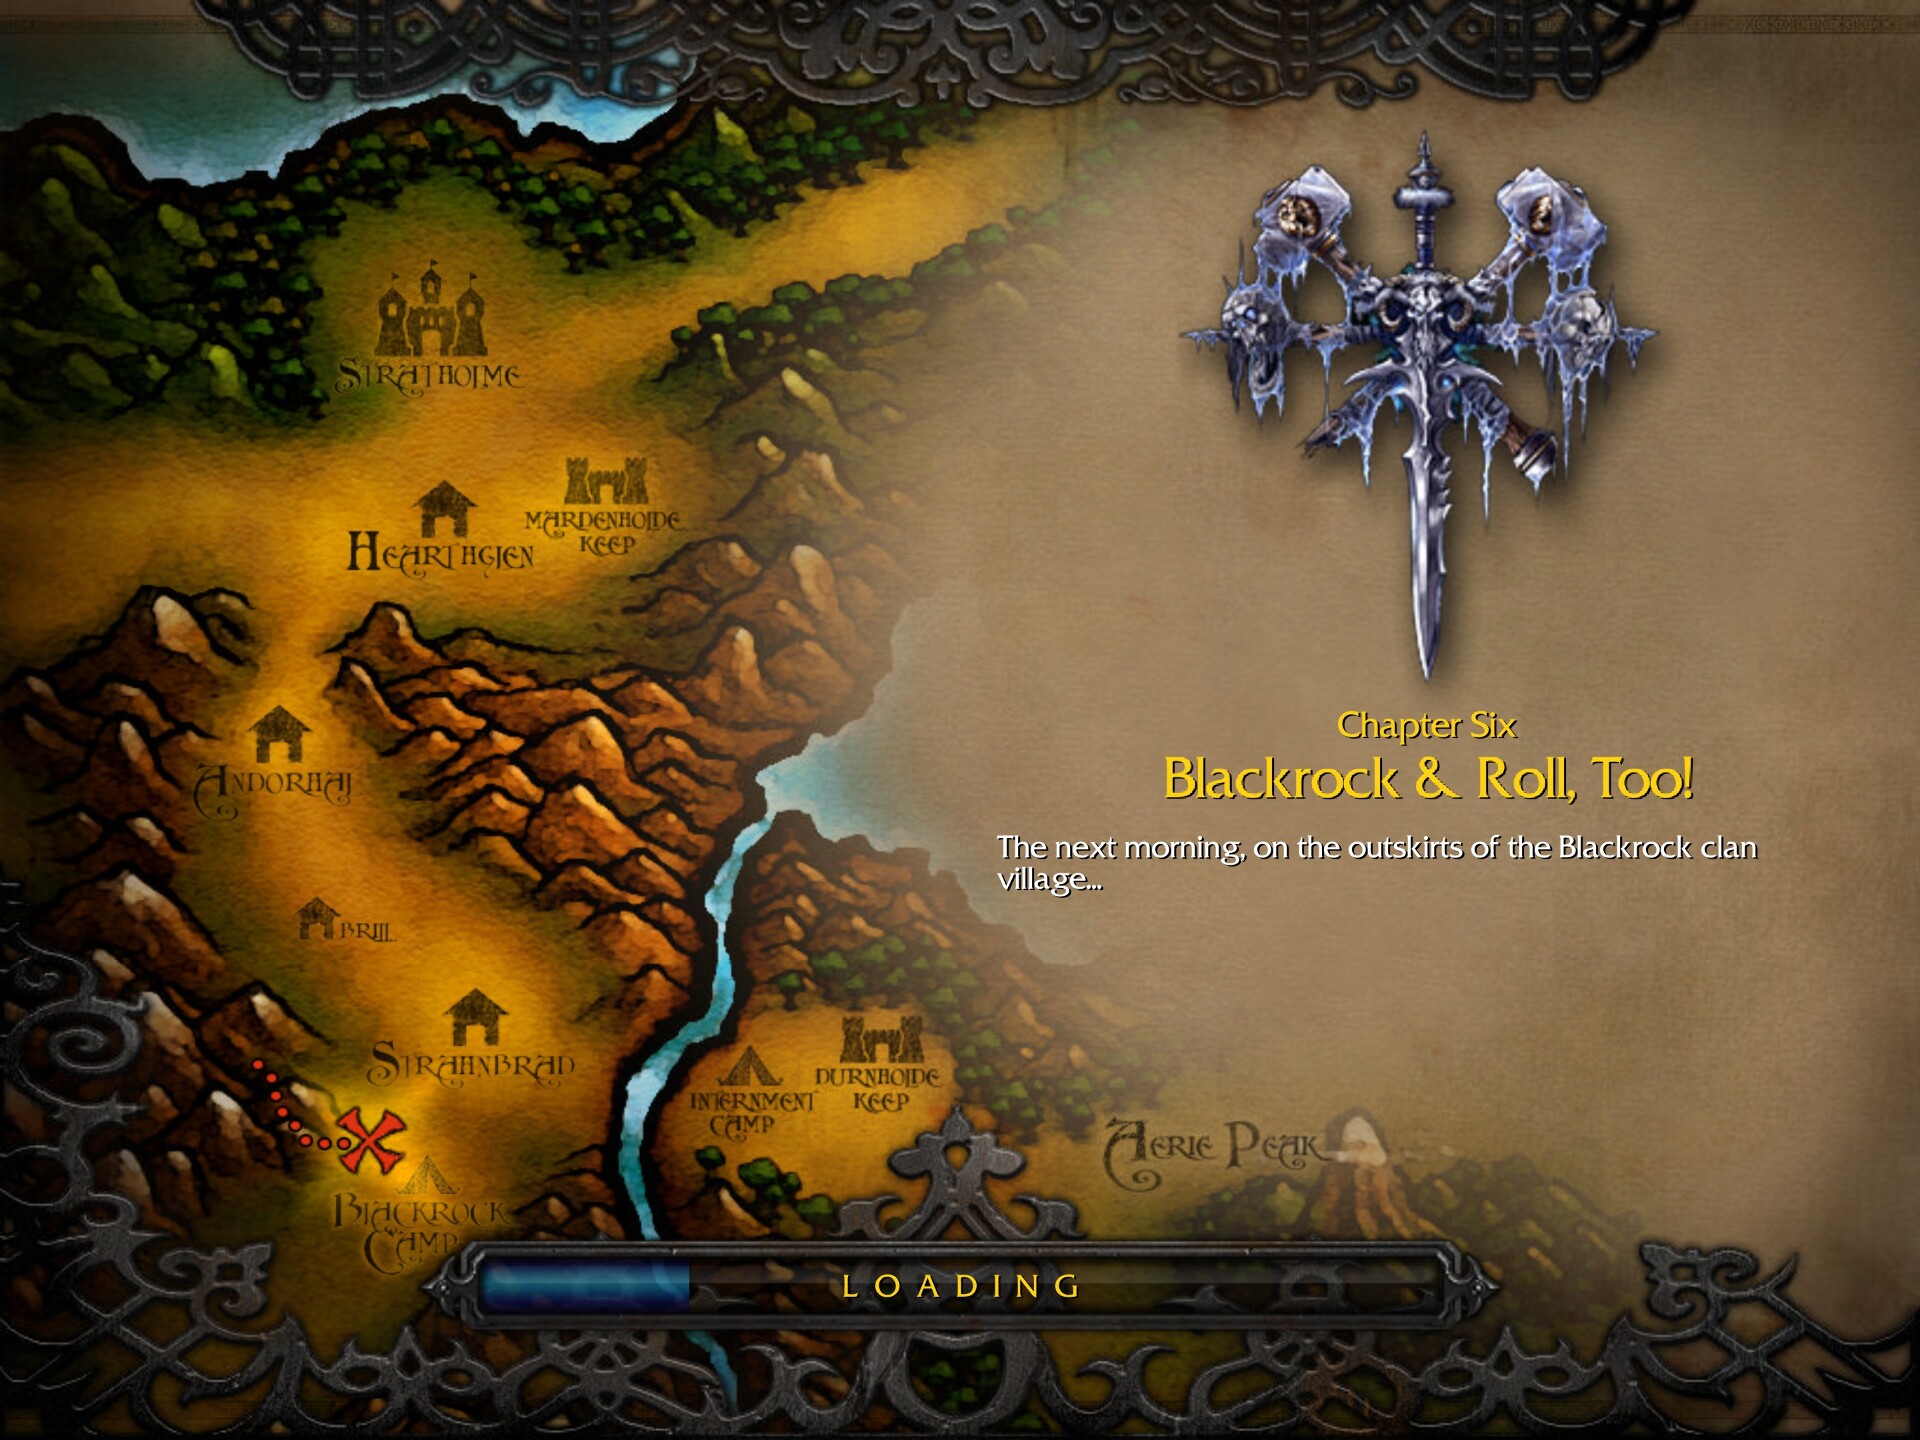 Stratholme
Mardenholde
Keep
Hearthglen
Andorhal
Brill
Strahnbrad
Internment
Camp
Durnholde
Keep
Aerie Peak
Blackrock
Camp
Chapter Six
Blackrock & Roll, Too!
The next morning, on the outskirts of the Blackrock clan
village...
LOADING